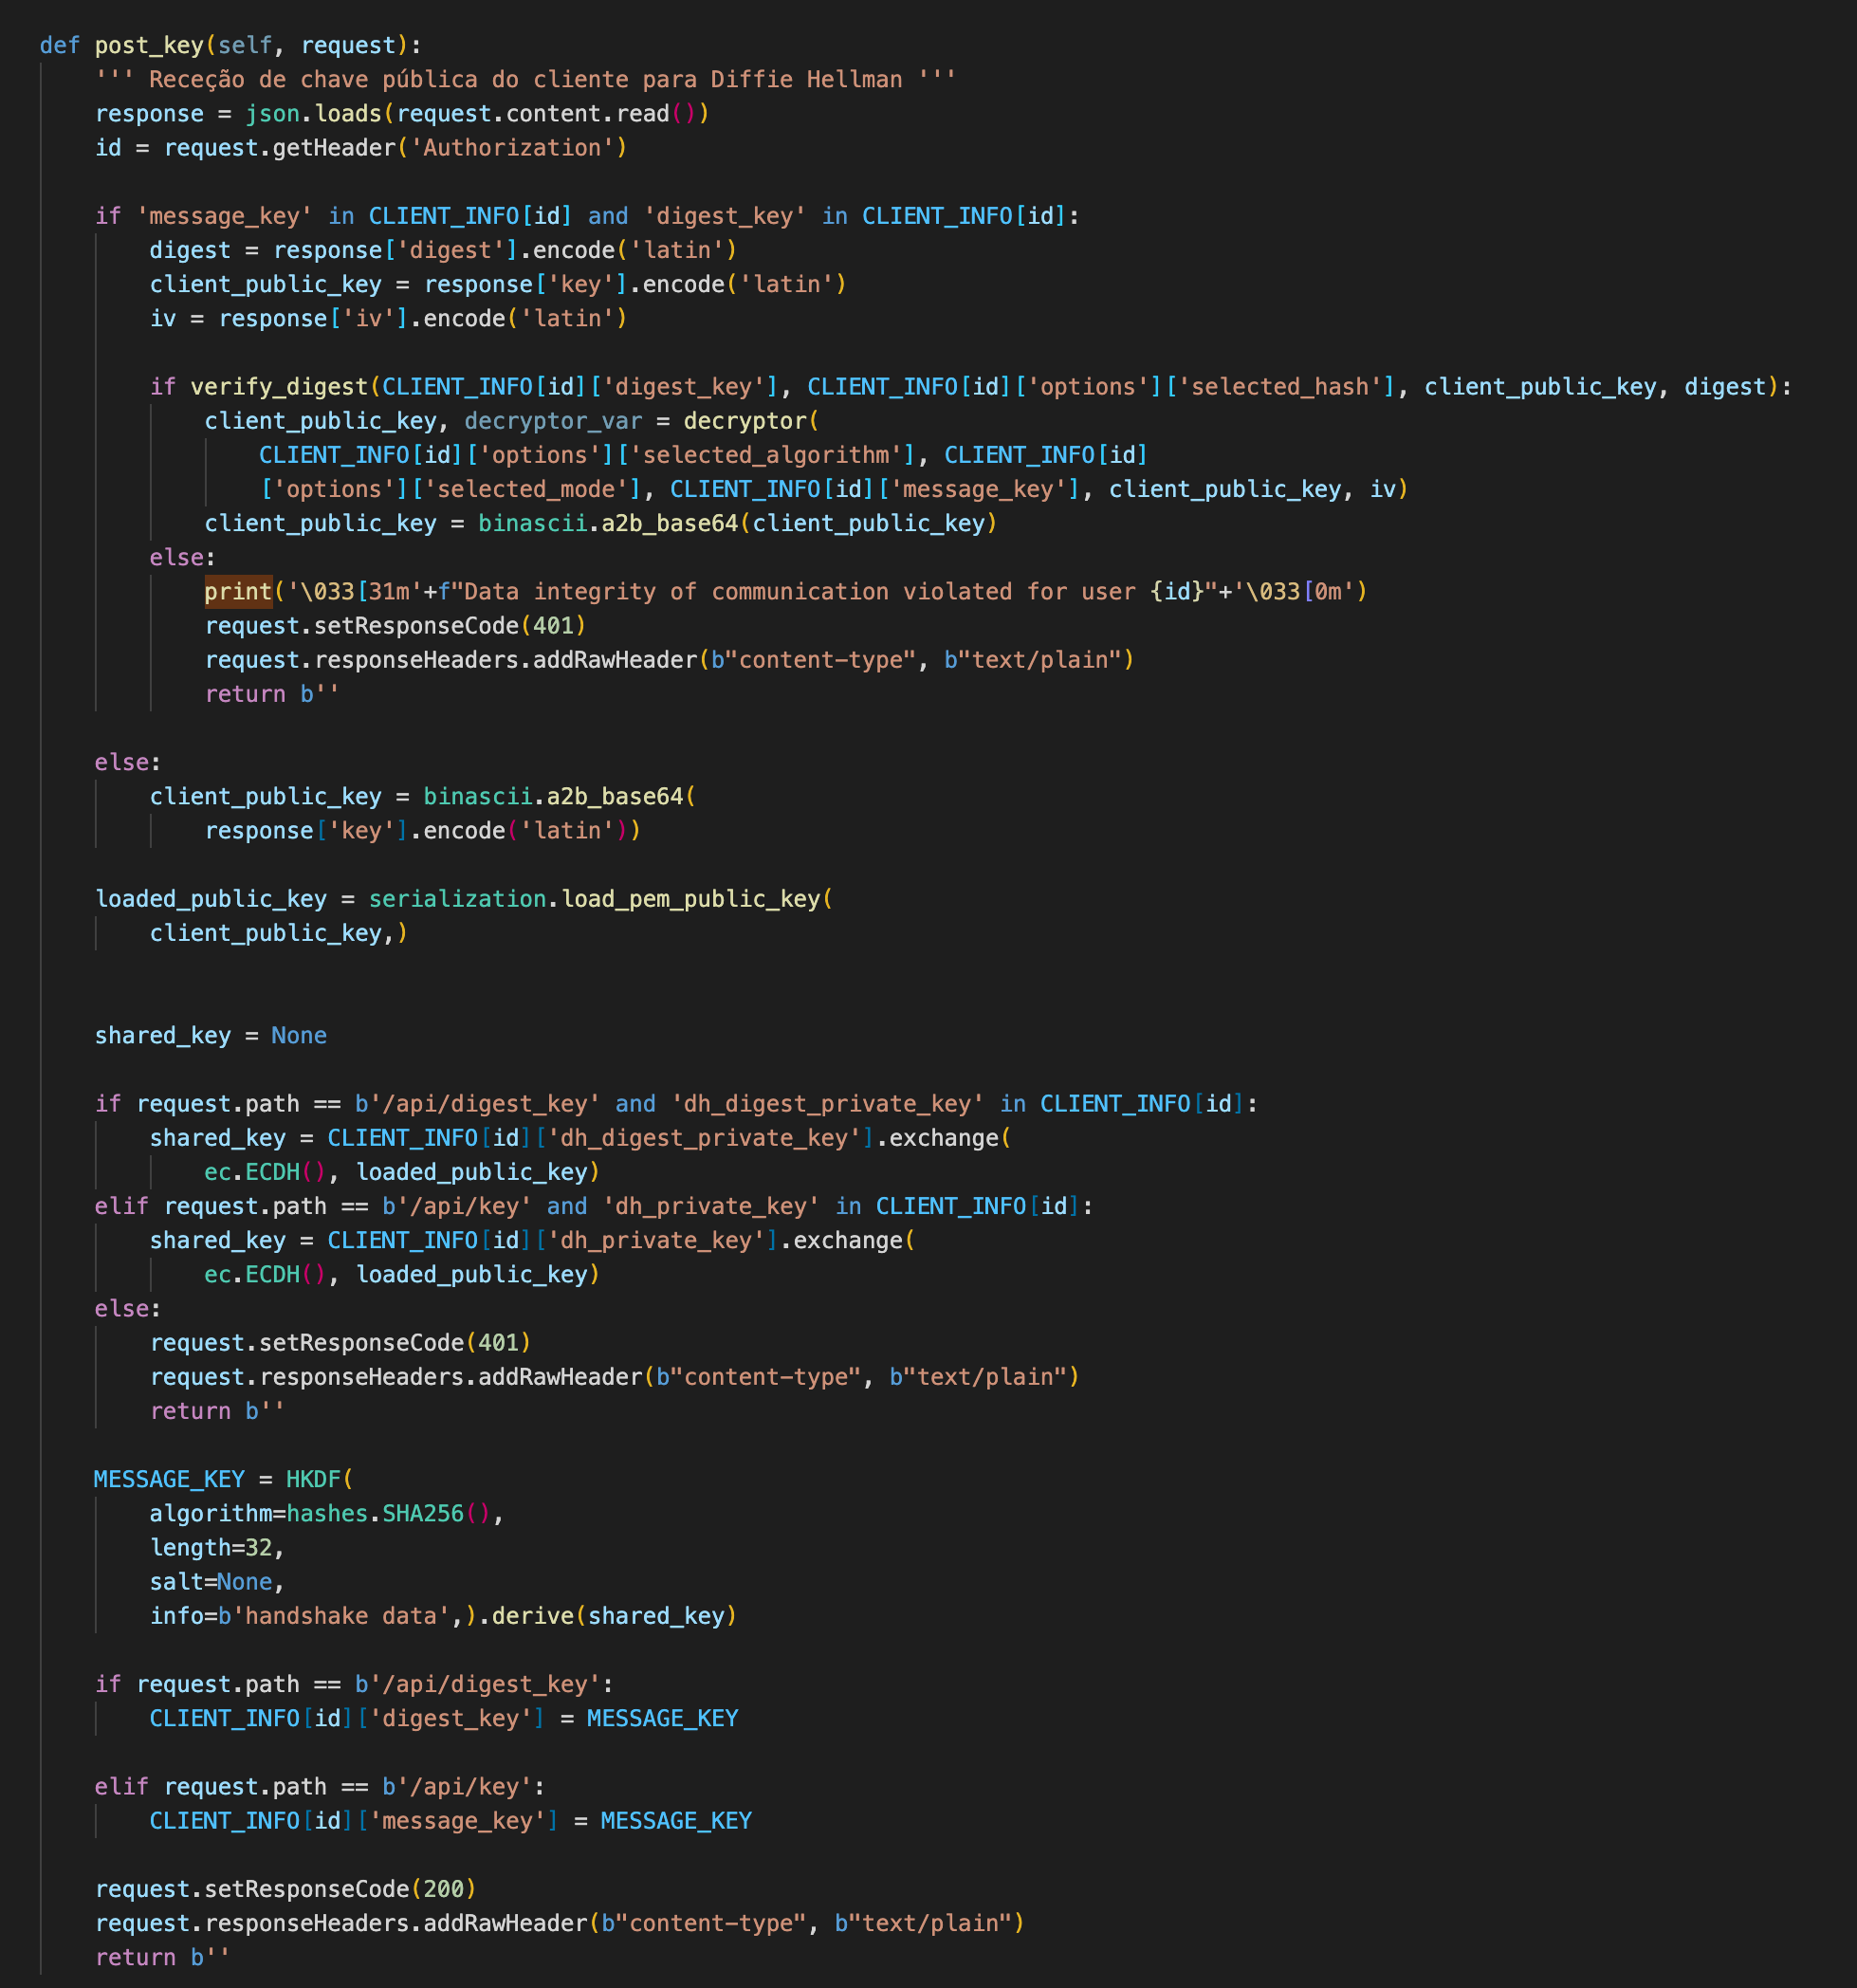 def post_key(self, request):
    ''' Receção de chave pública do cliente para Diffie Hellman '''
    response = json.loads(request.content.read())
    id = request.getHeader('Authorization')

    if 'message_key' in CLIENT_INFO[id] and 'digest_key' in CLIENT_INFO[id]:
        digest = response['digest'].encode('latin')
        client_public_key = response['key'].encode('latin')
        iv = response['iv'].encode('latin')

        if verify_digest(CLIENT_INFO[id]['digest_key'], CLIENT_INFO[id]['options']['selected_hash'], client_public_key, digest):
            client_public_key, decryptor_var = decryptor(
                CLIENT_INFO[id]['options']['selected_algorithm'], CLIENT_INFO[id]
                ['options']['selected_mode'], CLIENT_INFO[id]['message_key'], client_public_key, iv)
            client_public_key = binascii.a2b_base64(client_public_key)
        else:
            print('\033[31m'+f"Data integrity of communication violated for user {id}"+'\033[0m')
            request.setResponseCode(401)
            request.responseHeaders.addRawHeader(b"content-type", b"text/plain")
            return b''

    else:
        client_public_key = binascii.a2b_base64(
            response['key'].encode('latin'))

    loaded_public_key = serialization.load_pem_public_key(
        client_public_key,)


    shared_key = None

    if request.path == b'/api/digest_key' and 'dh_digest_private_key' in CLIENT_INFO[id]:
        shared_key = CLIENT_INFO[id]['dh_digest_private_key'].exchange(
            ec.ECDH(), loaded_public_key)
    elif request.path == b'/api/key' and 'dh_private_key' in CLIENT_INFO[id]:
        shared_key = CLIENT_INFO[id]['dh_private_key'].exchange(
            ec.ECDH(), loaded_public_key)
    else:
        request.setResponseCode(401)
        request.responseHeaders.addRawHeader(b"content-type", b"text/plain")
        return b''

    MESSAGE_KEY = HKDF(
        algorithm=hashes.SHA256(),
        length=32,
        salt=None,
        info=b'handshake data',).derive(shared_key)

    if request.path == b'/api/digest_key':
        CLIENT_INFO[id]['digest_key'] = MESSAGE_KEY

    elif request.path == b'/api/key':
        CLIENT_INFO[id]['message_key'] = MESSAGE_KEY

    request.setResponseCode(200)
    request.responseHeaders.addRawHeader(b"content-type", b"text/plain")
    return b''